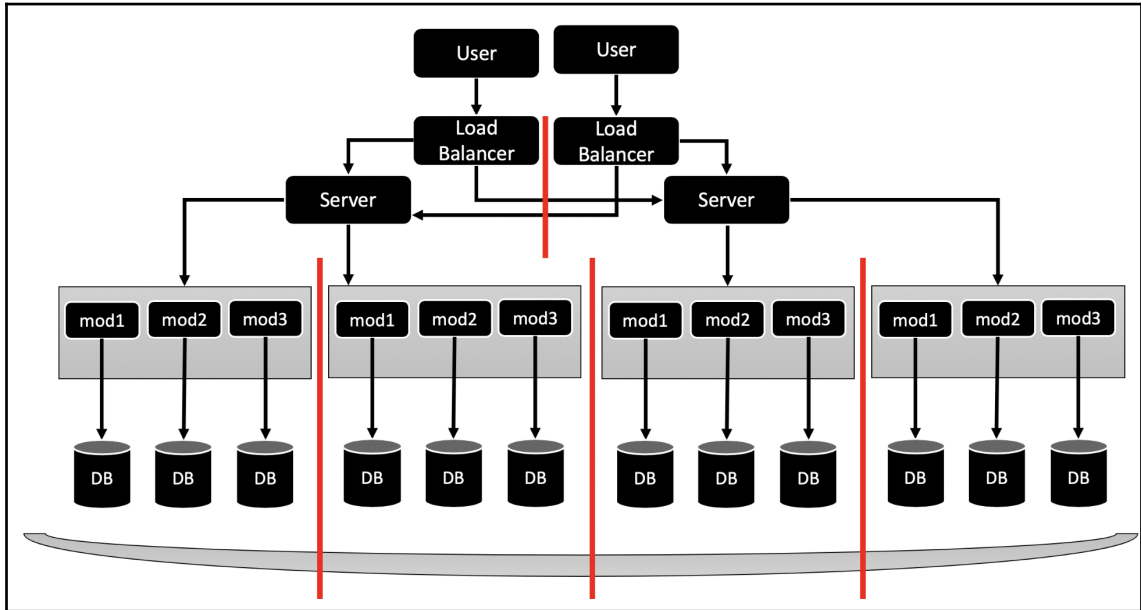 User
User
Load
Balancer
Load
Balancer
Server
Server
mod1
mod2
mod3
mod1
mod2
mod3
mod1
mod2
mod3
mod1
mod2
mod3
DB
DB
DB
DB
DB
DB
DB
DB
DB
DB
DB
DB